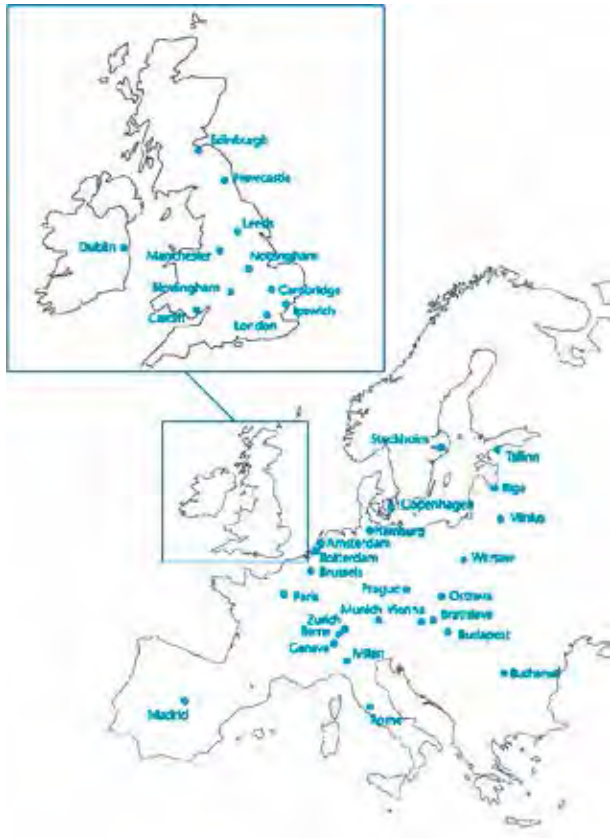 Edinburgh
Newcastle
Leeds
Dublin
Manchester
Nottingham
Birmingham
Cambridge
Ipswich
Cardiff
London
Stockholm
Tallinn
Riga
Copenhagen
Vilnius
Hamburg
Amsterdam
Rotterdam
Warsaw
Brussels
Paris
Prague
Ostrava
Munich Vienna
Bratislava
Zurich
Berne
Budapest
Geneva
Milan
Bucharest
Madrid
Rome